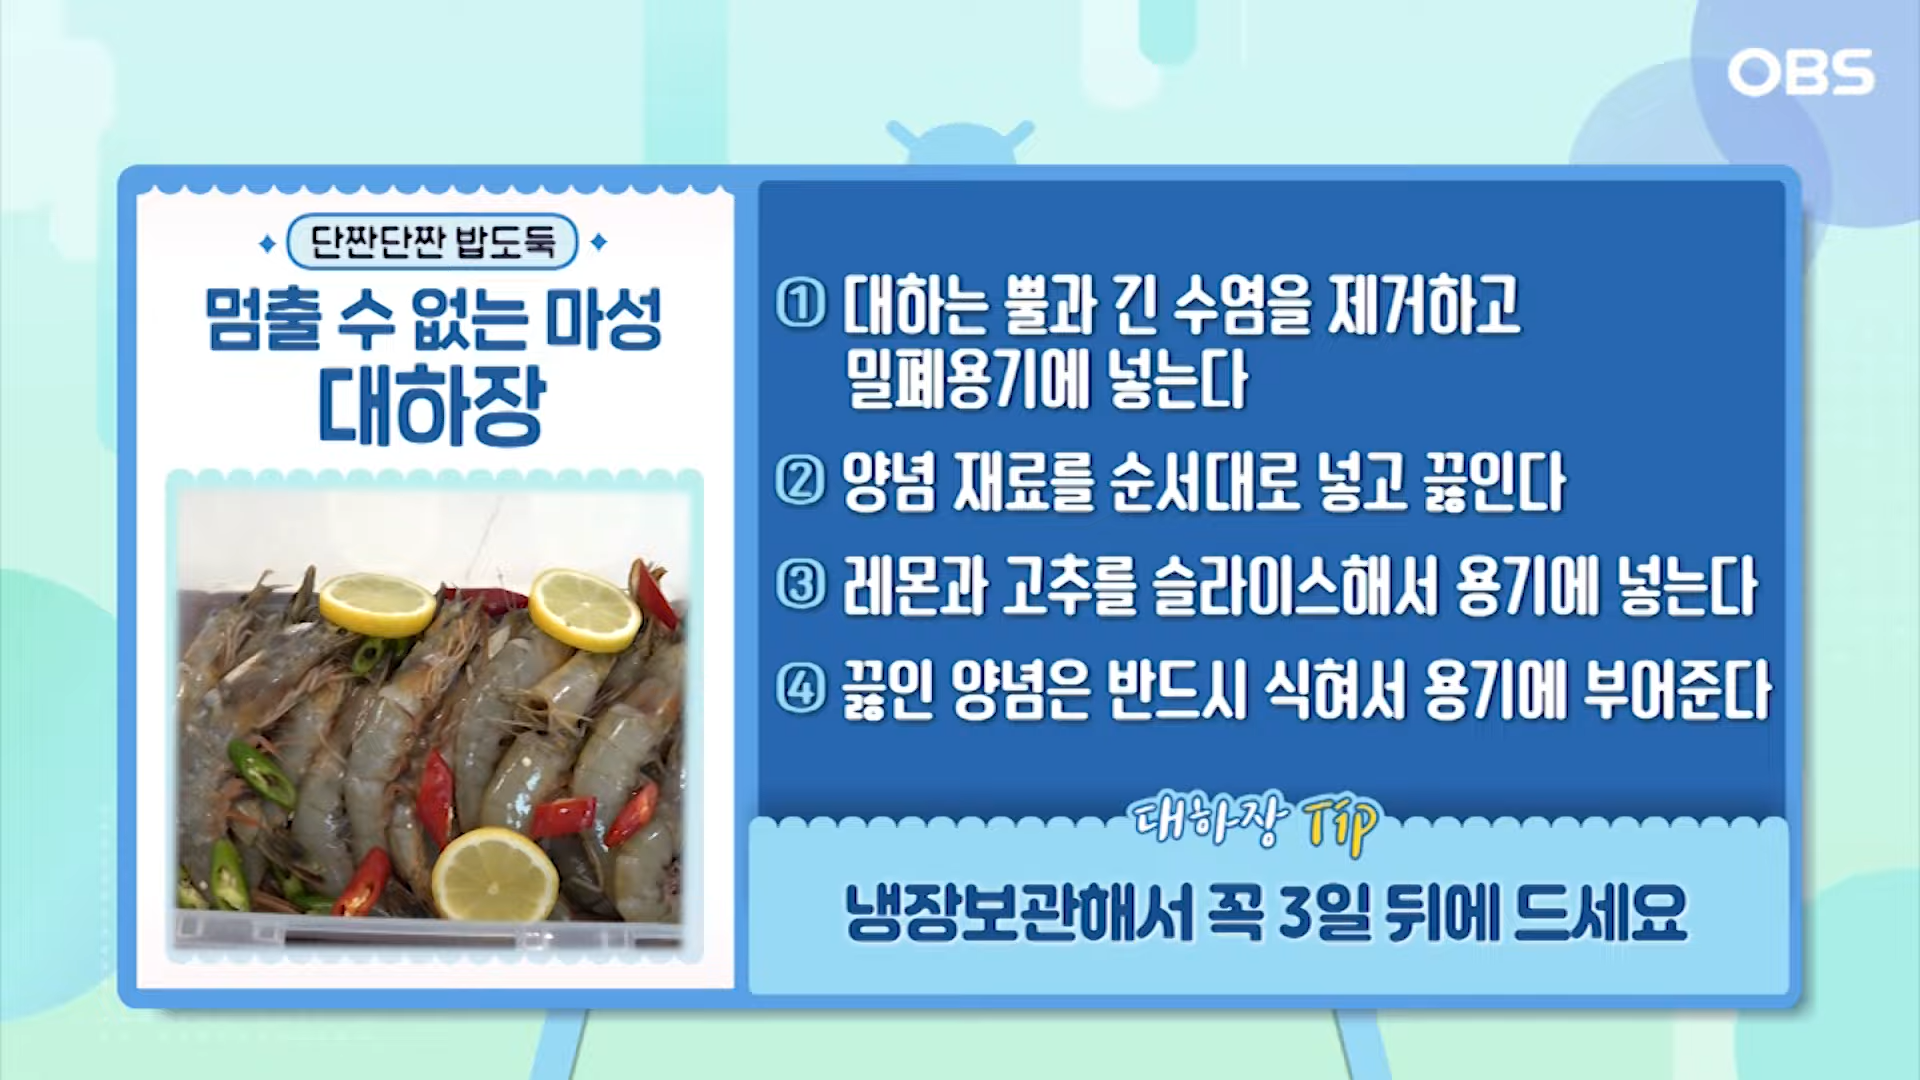 OBS
단짠단짠 밥도둑
멈출 수 없는 마성
대하장
① 대하는 뿔과 긴 수염을 제거하고
밀폐용기에 넣는다
② 양념 재료를 순서대로 넣고 끓인다
③ 레몬과 고추를 슬라이스해서 용기에 넣는다
④ 끓인 양념은 반드시 식혀서 용기에 부어준다
대하장 Tip
냉장보관해서 꼭 3일 뒤에 드세요